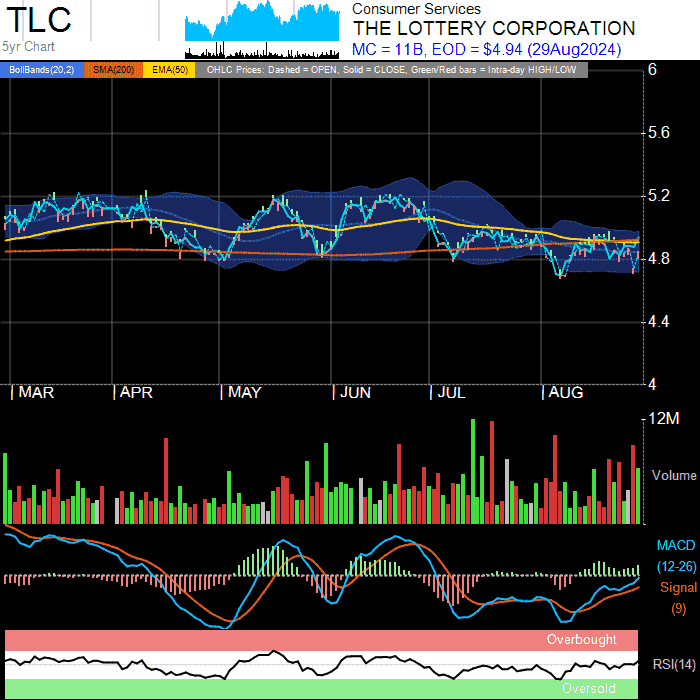 TLC
5yr Chart
Consumer Services
THE LOTTERY CORPORATION
MC = 11B, EOD = $4.94 (29Aug2024)
BollBands(20,2) SMA(200) EMA(50) OHLC Prices: Dashed = OPEN, Solid = CLOSE, Green/Red bars = Intra-day HIGH/LOW
6
5.6
5.2
4.8
4.4
4
MAR APR MAY JUN JUL AUG
12M
Volume
MACD
(12-26)
Signal
(9)
Overbought
RSI(14)
Oversold